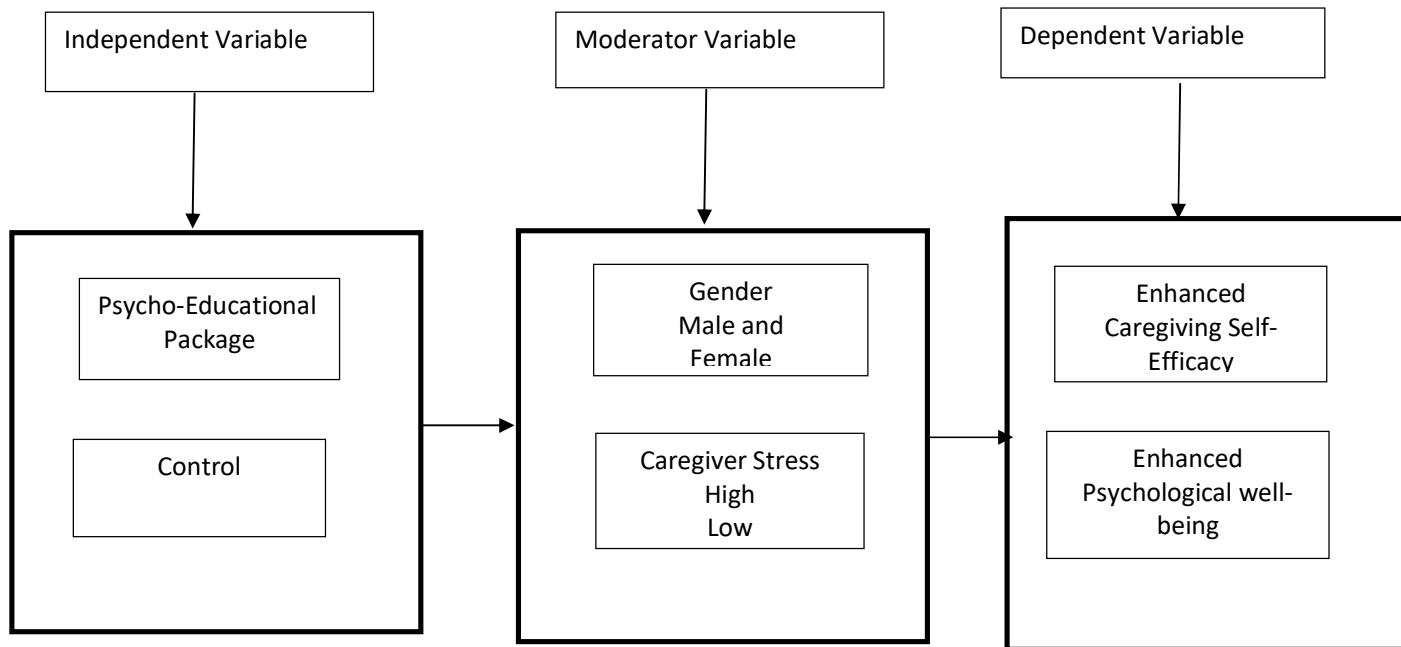 Independent Variable
Moderator Variable
Dependent Variable
Psycho-Educational
Package
Control
Gender
Male and
Female
Caregiver Stress
High
Low
Enhanced
Caregiving Self-
Efficacy
Enhanced
Psychological well-
being